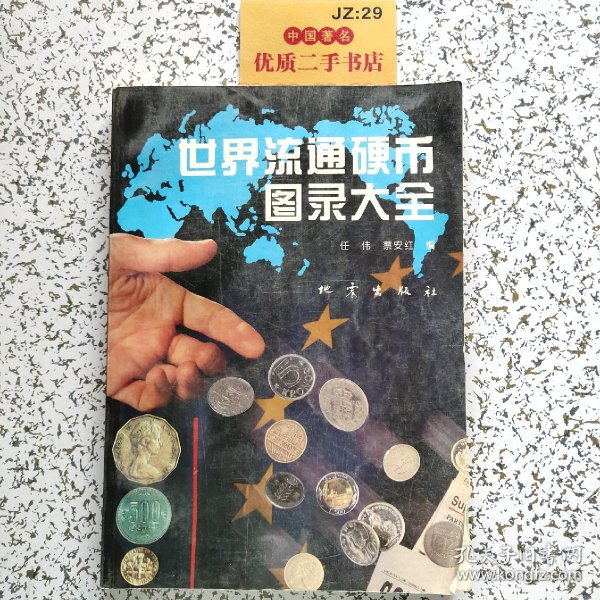 JZ:29
中国著名
优质二手书店
世界流通硬币
图录大全
任伟 蔡安红 编
地震出版社
500
Su
PART
孔夫子旧书网
kongfz.com